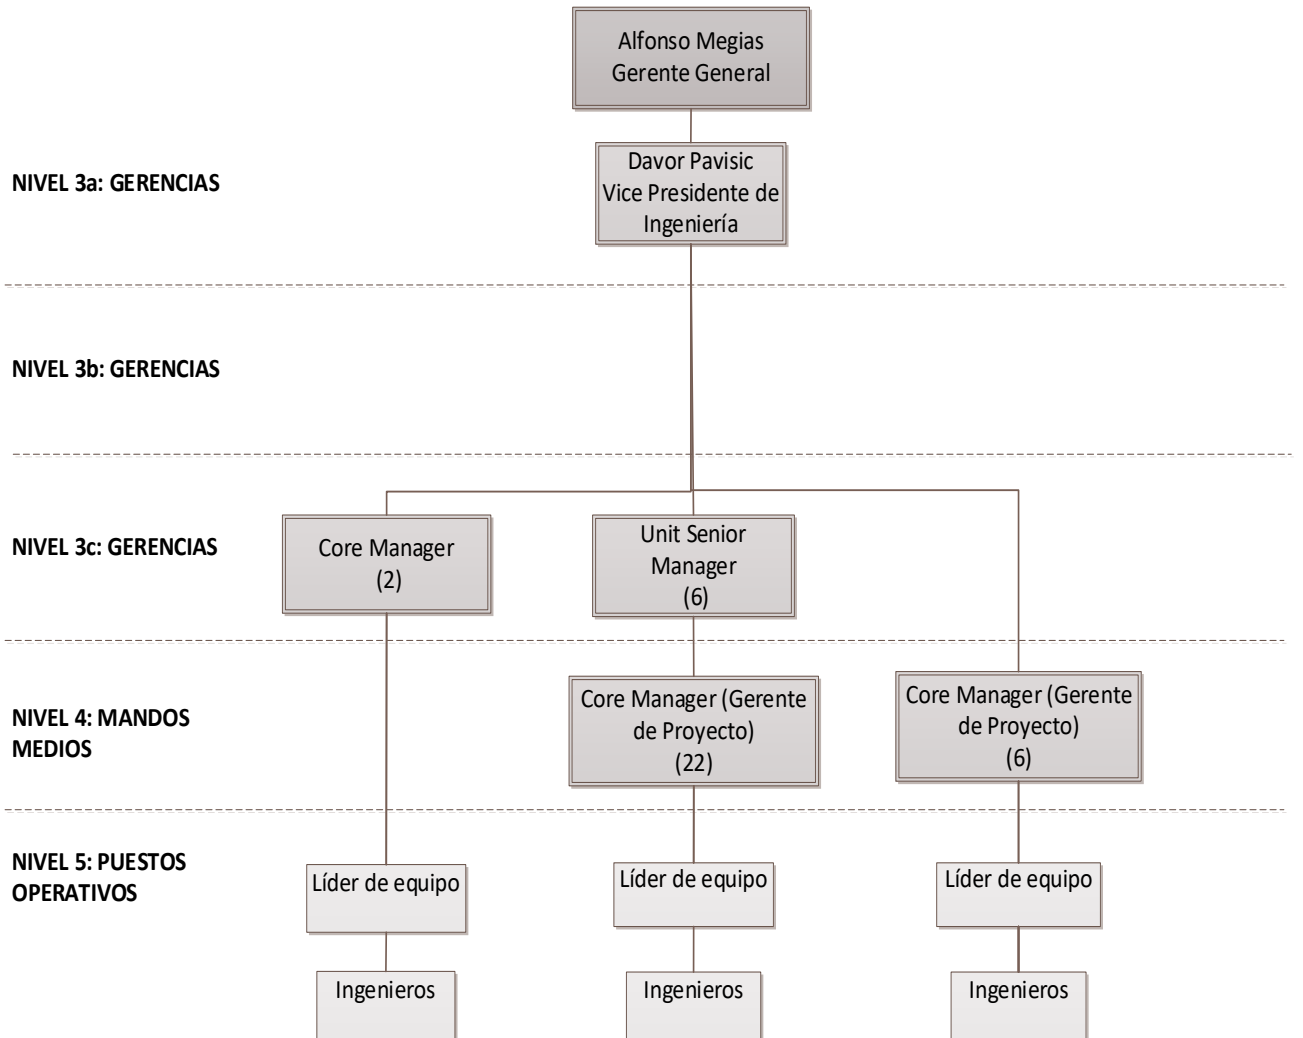 Alfonso Megias
Gerente General
NIVEL 3a: GERENCIAS
Davor Pavisic
Vice Presidente de
Ingeniería
NIVEL 3b: GERENCIAS
NIVEL 3c: GERENCIAS
Core Manager
(2)
Unit Senior
Manager
(6)
NIVEL 4: MANDOS
MEDIOS
Core Manager (Gerente
de Proyecto)
(22)
Core Manager (Gerente
de Proyecto)
(6)
NIVEL 5: PUESTOS
OPERATIVOS
Líder de equipo
Líder de equipo
Líder de equipo
Ingenieros
Ingenieros
Ingenieros